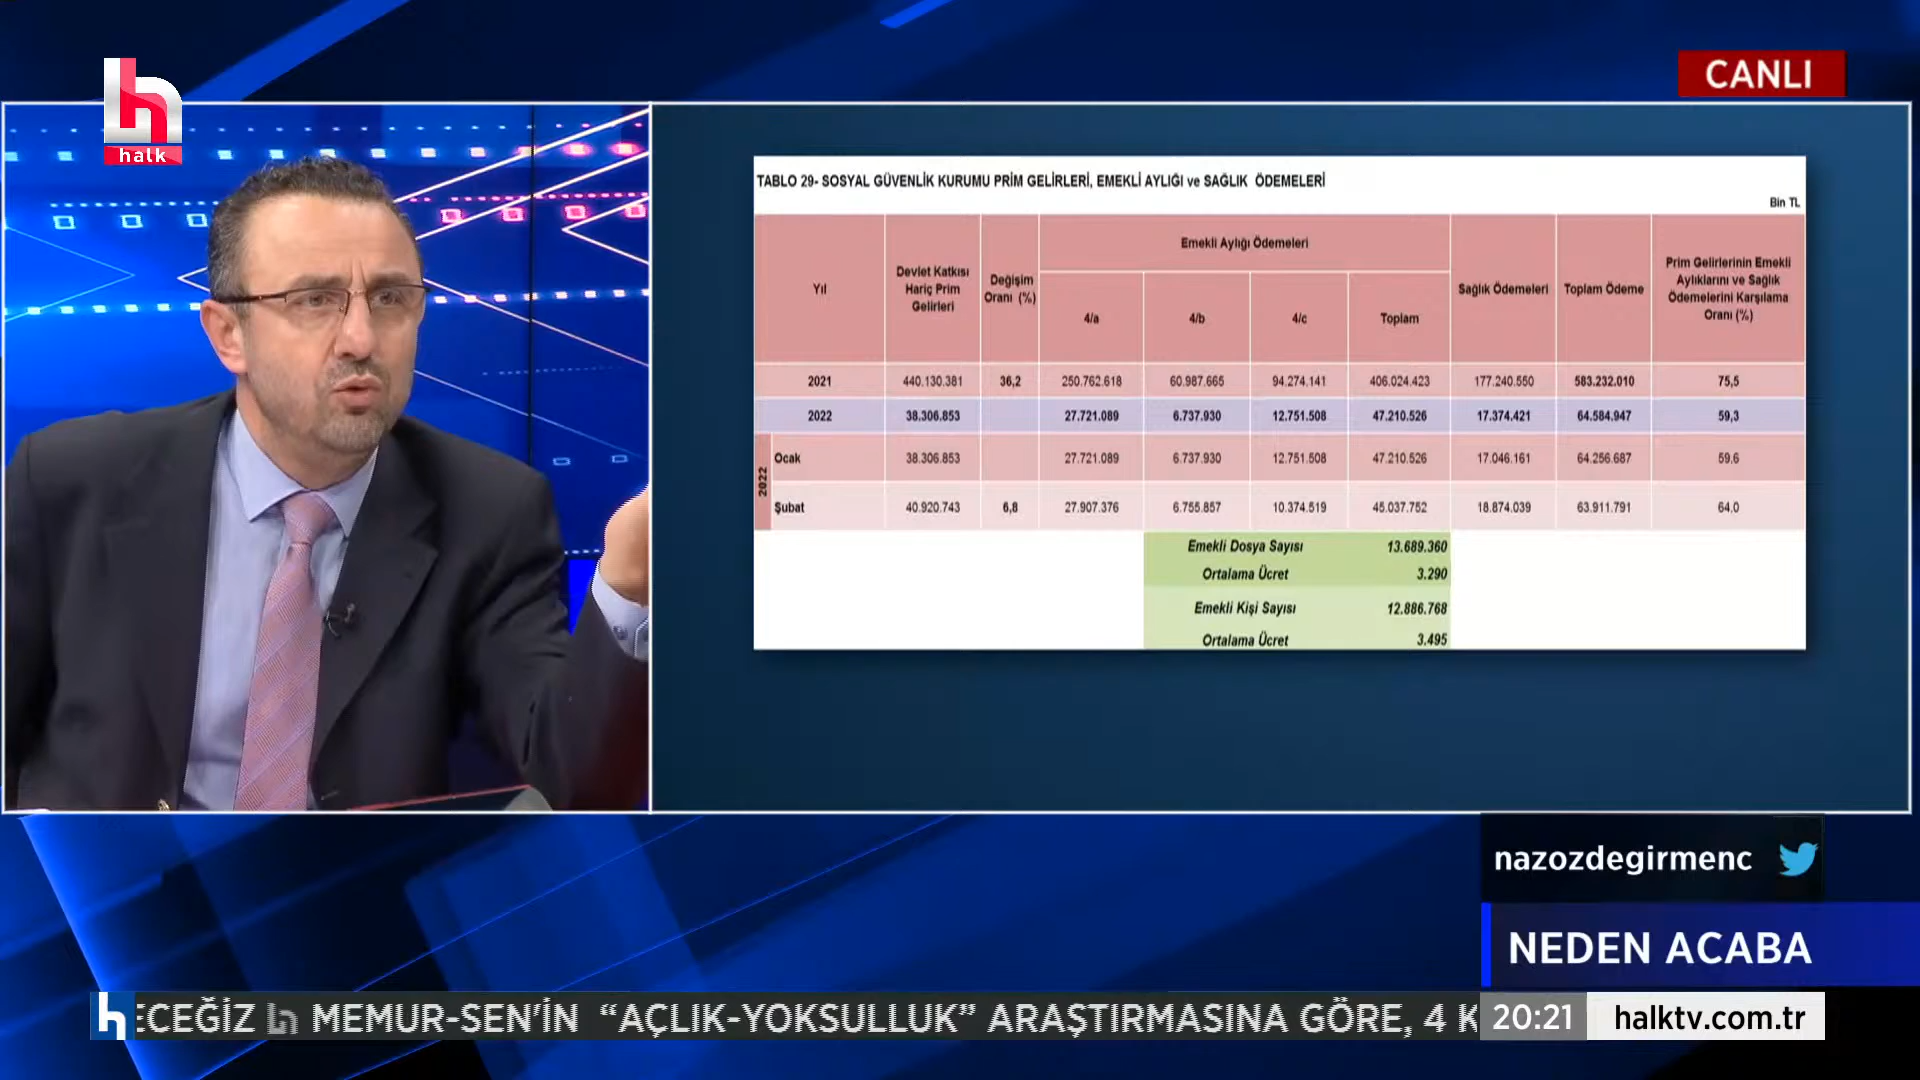 halk
CANLI
TABLO 29- SOSYAL GÜVENLİK KURUMU PRİM GELİRLERİ, EMEKLİ AYLIĞI ve SAĞLIK ÖDEMELERİ
Bin TL
Yıl
Devlet Katkısı
Hariç Prim
Gelirleri
Değişim
Oranı (%)
Emekli Aylığı Ödemeleri
4/a
4/b
4/c
Toplam
Sağlık Ödemeleri
Toplam Ödeme
Prim Gelirlerinin Emekli
Aylıklarını ve Sağlık
Ödemelerini Karşılama
Oranı (%)
2021 440.130.381 36,2 250.762.618 60.987.665 94.274.141 406.024.423 177.240.550 583.232.010 75,5
2022 38.306.853 27.721.089 6.737.930 12.751.508 47.210.526 17.374.421 64.584.947 59,3
2022
Ocak 38.306.853 27.721.089 6.737.930 12.751.508 47.210.526 17.046.161 64.256.687 59.6
Şubat 40.920.743 6,8 27.907.376 6.755.857 10.374.519 45.037.752 18.874.039 63.911.791 64,0
Emekli Dosya Sayısı 13.689.360
Ortalama Ücret 3.290
Emekli Kişi Sayısı 12.886.768
Ortalama Ücret 3.495
nazozdegirmenc
NEDEN ACABA
ECEĞİZ MEMUR-SEN'İN “AÇLIK-YOKSULLUK” ARAŞTIRMASINA GÖRE, 4 K 20:21 halktv.com.tr